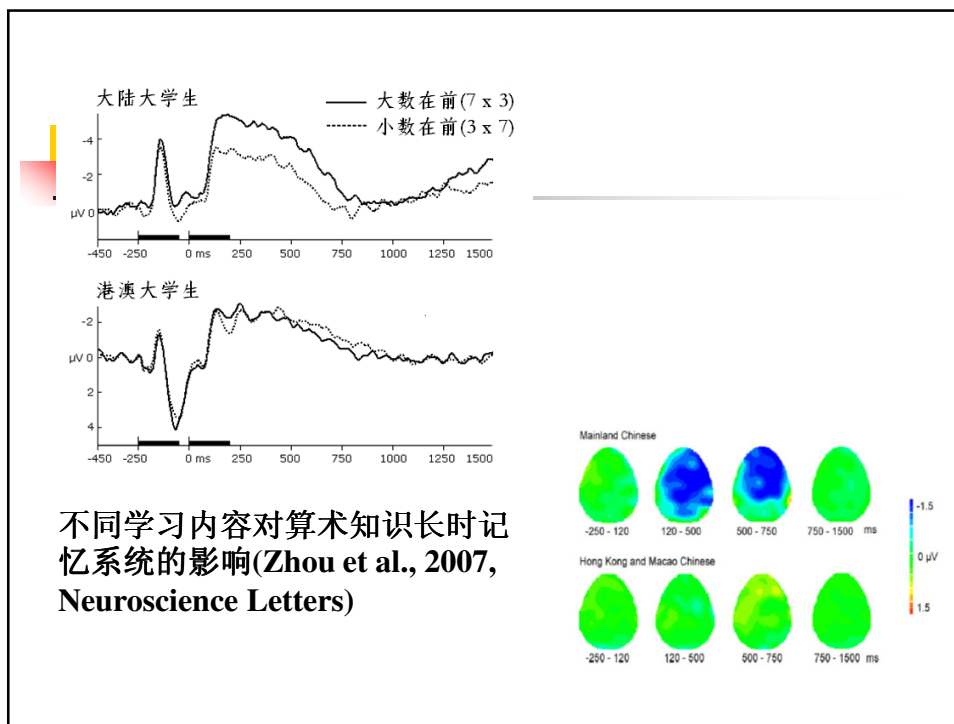 大陆大学生
大数在前(7 x 3)
小数在前(3 x 7)
-4
-2
μV 0
-450 -250 0 ms 250 500 750 1000 1250 1500
港澳大学生
-2
μV 0
2
4
-450 -250 0 ms 250 500 750 1000 1250 1500
不同学习内容对算术知识长时记
忆系统的影响(Zhou et al., 2007,
Neuroscience Letters)
Mainland Chinese
-250 - 120 120 - 500 500 - 750 750 - 1500 ms
Hong Kong and Macao Chinese
-250 - 120 120 - 500 500 - 750 750 - 1500 ms
-1.5
0 μV
1.5